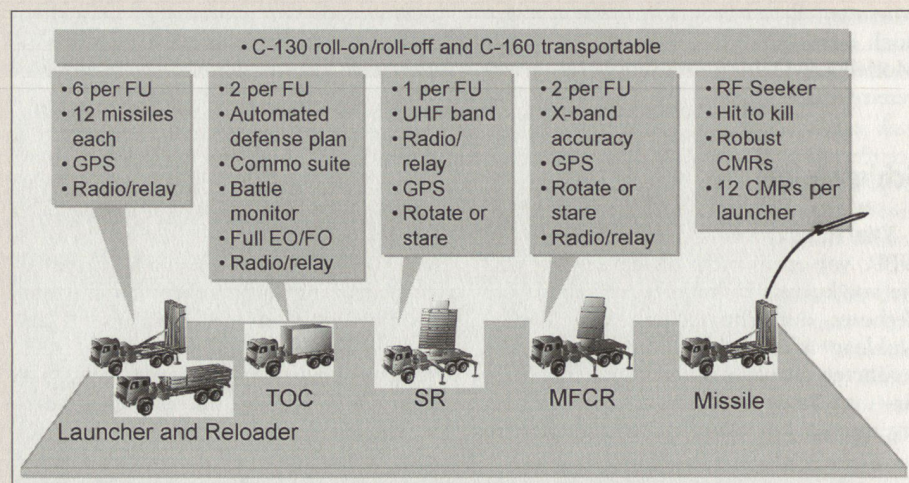 • C-130 roll-on/roll-off and C-160 transportable
• 6 per FU
• 12 missiles
each
• GPS
• Radio/relay
• 2 per FU
• Automated
defense plan
• Commo suite
• Battle
monitor
• Full EO/FO
• Radio/relay
• 1 per FU
• UHF band
• Radio/
relay
• GPS
• Rotate or
stare
• 2 per FU
• X-band
accuracy
• GPS
• Rotate or
stare
• Radio/relay
• RF Seeker
• Hit to kill
• Robust
CMRs
• 12 CMRs per
launcher
Launcher and Reloader
TOC
SR
MFCR
Missile